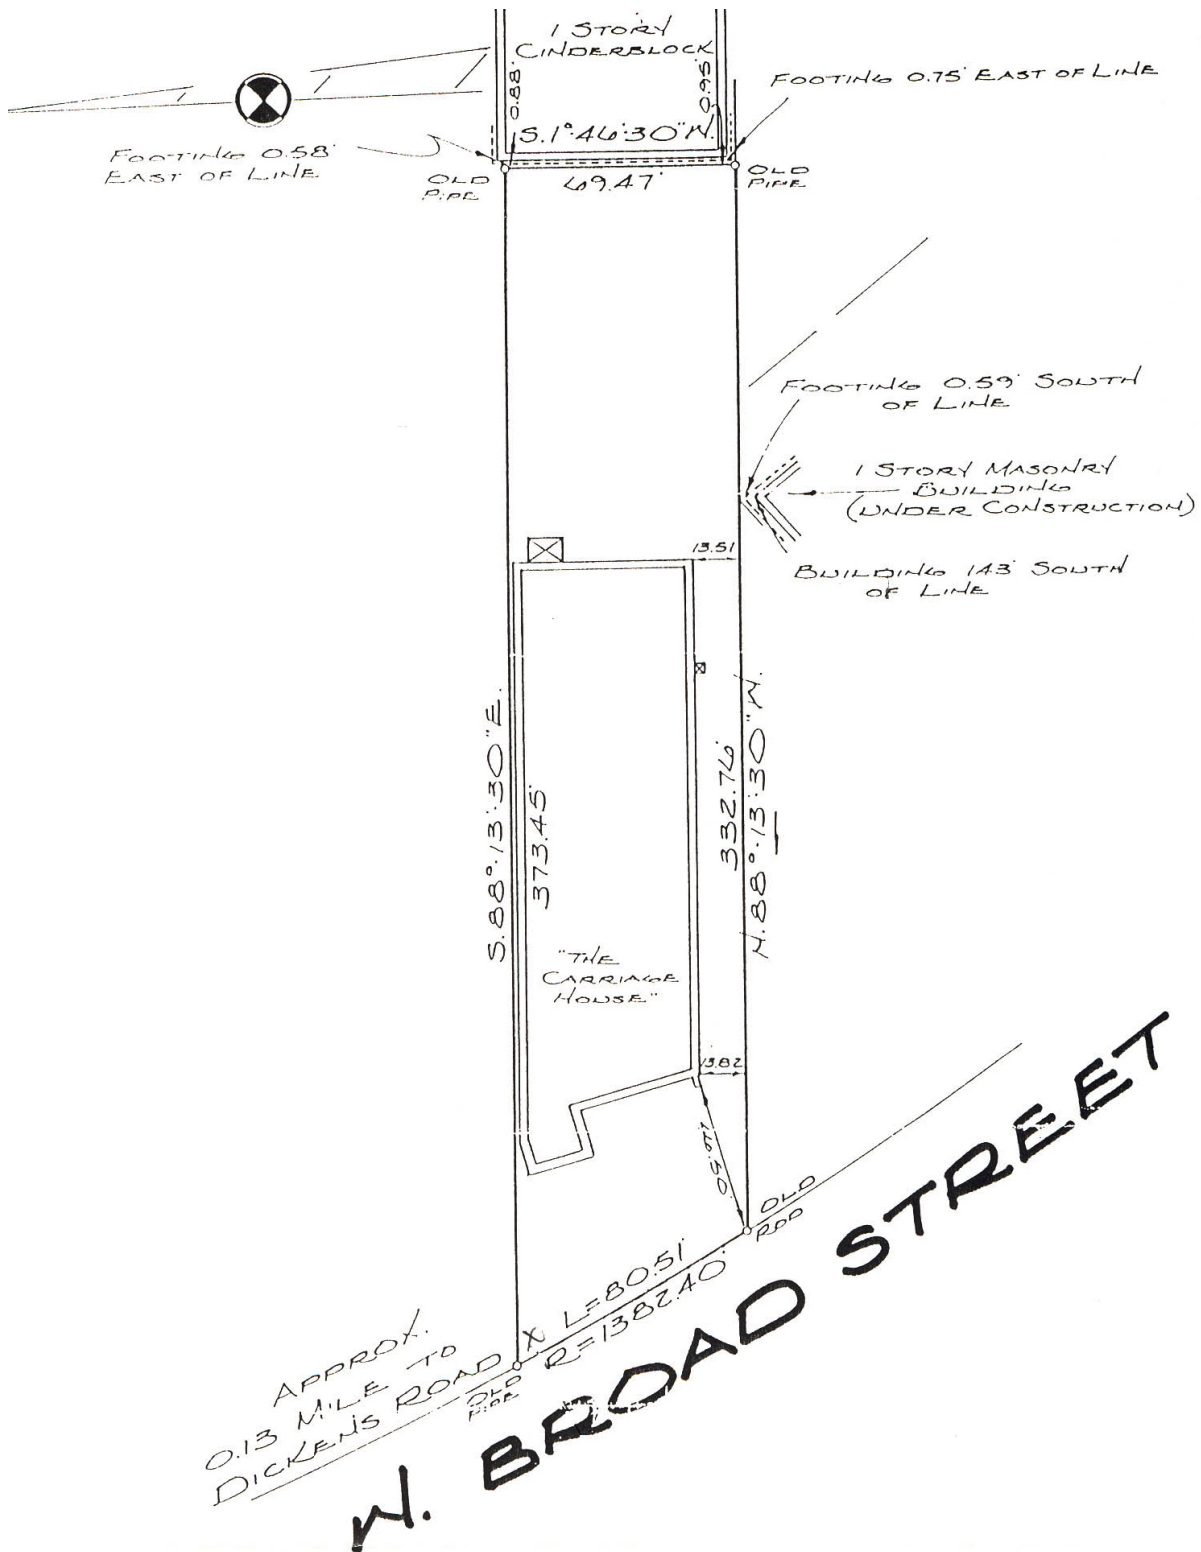 1 STORY
CINDERBLOCK
0.88'
0.95'
S.1°.46'.30"W.
69.47'
FOOTING 0.75' EAST OF LINE
FOOTING 0.58'
EAST OF LINE
OLD
PIPE
OLD
PIPE
FOOTING 0.59' SOUTH
OF LINE
1 STORY MASONRY
BUILDING
(UNDER CONSTRUCTION)
BUILDING 1.43' SOUTH
OF LINE
13.51
S.88°.13'.30"E.
373.45'
332.76'
N.88°.13'.30"W.
"THE
CARRIAGE
HOUSE"
13.82
46.50'
OLD
ROD
L=80.51'
R=1382.40'
X
OLD
PIPE
APPROX.
0.13 MILE TO
DICKENS ROAD
W. BROAD STREET